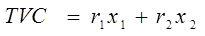 TVC = r₁x₁ + r₂x₂